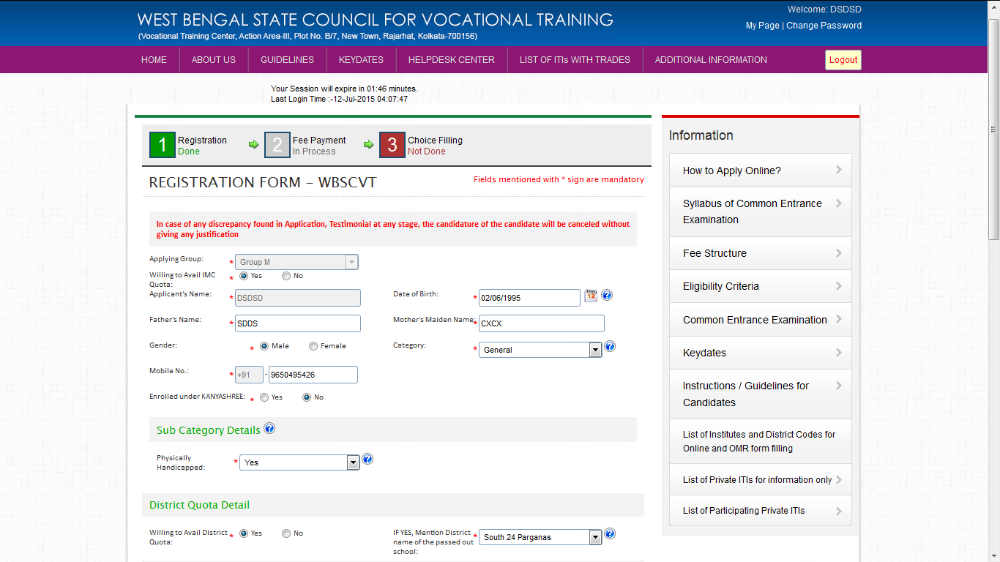 WEST BENGAL STATE COUNCIL FOR VOCATIONAL TRAINING
(Vocational Training Center, Action Area-III, Plot No. B/7, New Town, Rajarhat, Kolkata-700156)
Welcome: DSDSD
My Page | Change Password
HOME ABOUT US GUIDELINES KEYDATES HELPDESK CENTER LIST OF ITIs WITH TRADES ADDITIONAL INFORMATION Logout
Your Session will expire in 01:46 minutes.
Last Login Time :-12-Jul-2015 04:07:47
1 Registration
Done
2 Fee Payment
In Process
3 Choice Filling
Not Done
REGISTRATION FORM - WBSCVT
Fields mentioned with * sign are mandatory
In case of any discrepancy found in Application, Testimonial at any stage, the candidature of the candidate will be canceled without
giving any justification
Applying Group: * Group M
Willing to Avail IMC
Quota: * Yes No
Applicant's Name: * DSDSD
Date of Birth: * 02/06/1995 12 ?
Father's Name: * SDDS
Mother's Maiden Name: * CXCX
Gender: * Male Female
Category: * General ?
Mobile No.: * +91 - 9650495426
Enrolled under KANYASHREE: * Yes No
Sub Category Details ?
Physically
Handicapped: * Yes ?
District Quota Detail
Willing to Avail District
Quota: * Yes No
IF YES, Mention District
name of the passed out
school: * South 24 Parganas ?
Information
How to Apply Online?
Syllabus of Common Entrance
Examination
Fee Structure
Eligibility Criteria
Common Entrance Examination
Keydates
Instructions / Guidelines for
Candidates
List of Institutes and District Codes for
Online and OMR form filling
List of Private ITIs for information only
List of Participating Private ITIs